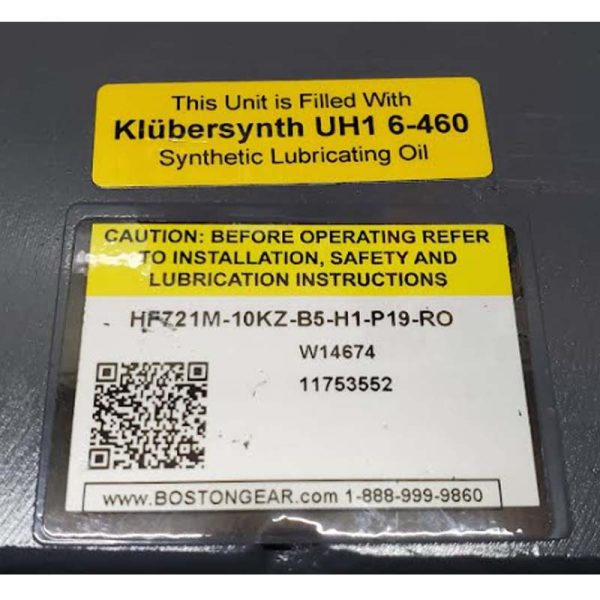 This Unit is Filled With
Klübersynth UH1 6-460
Synthetic Lubricating Oil
CAUTION: BEFORE OPERATING REFER
TO INSTALLATION, SAFETY AND
LUBRICATION INSTRUCTIONS
HFZ21M-10KZ-B5-H1-P19-RO
W14674
11753552
www.BOSTONGEAR.com 1-888-999-9860